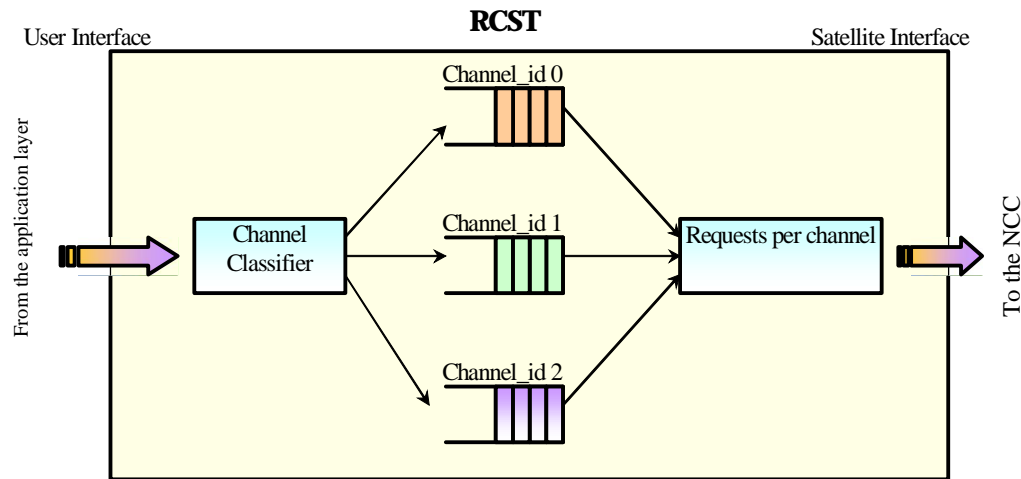 RCST
User Interface
Satellite Interface
Channel_id 0
From the application layer
Channel
Classifier
Channel_id 1
Requests per channel
To the NCC
Channel_id 2